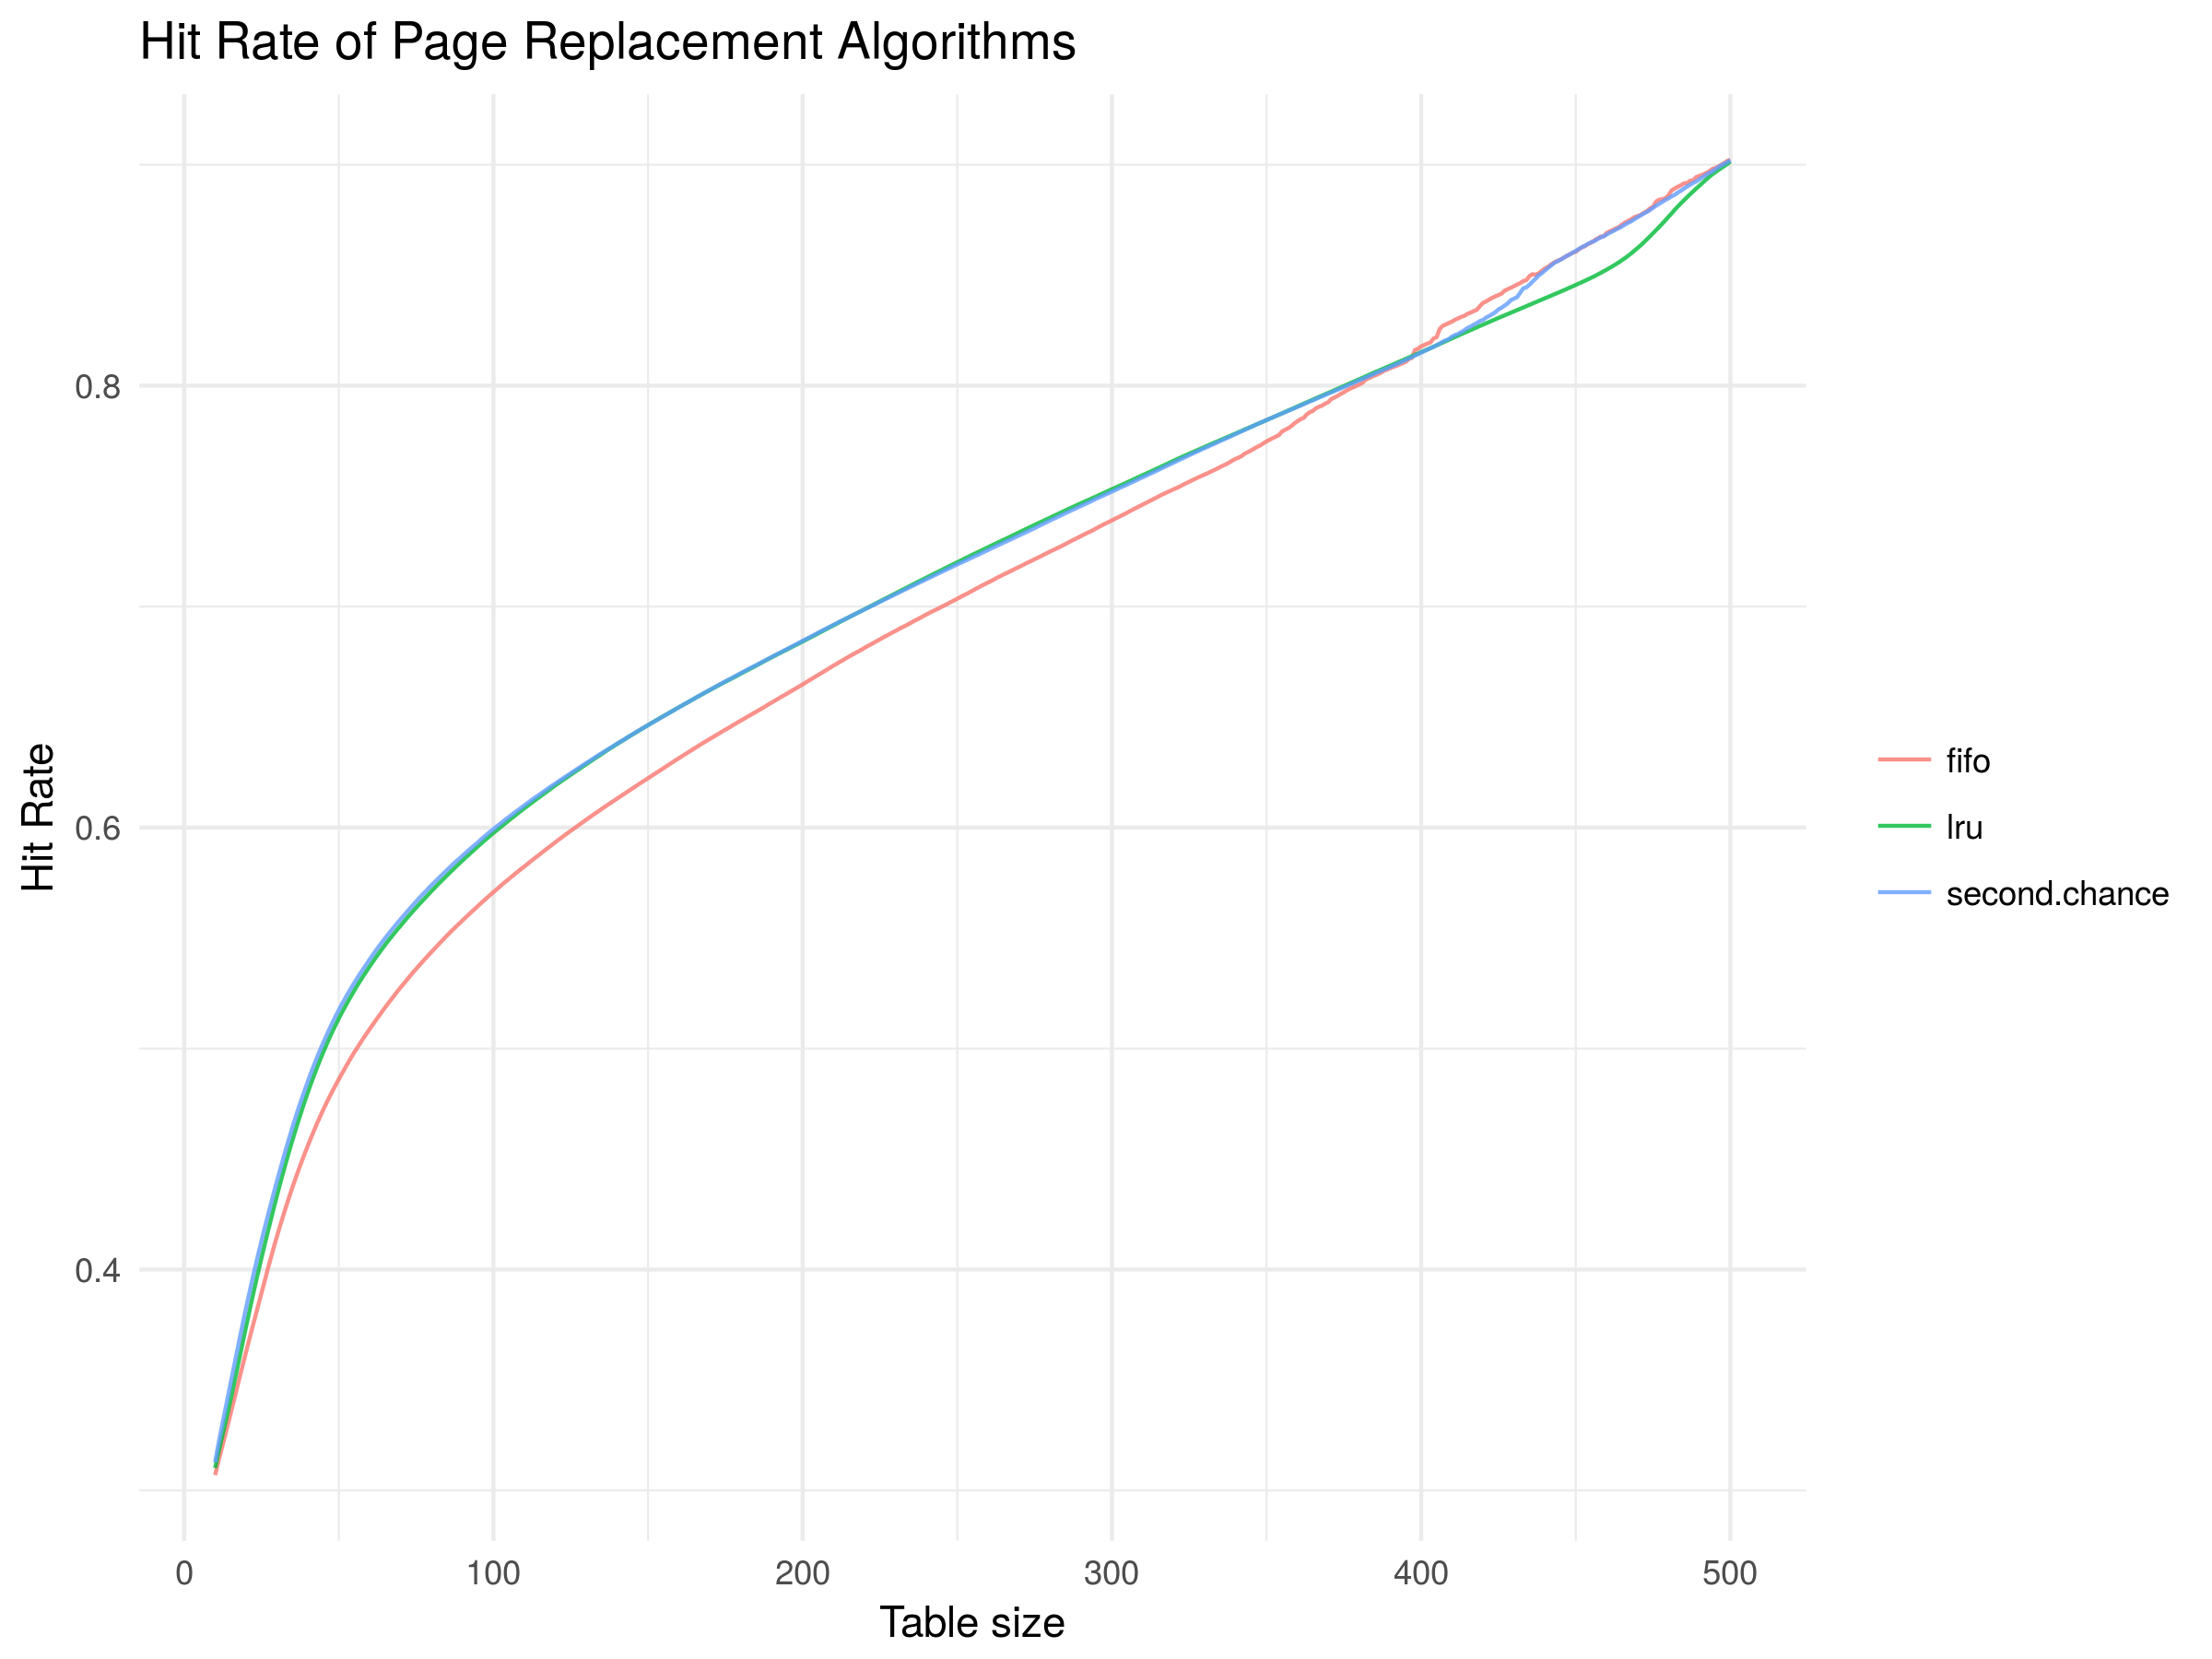 Hit Rate of Page Replacement Algorithms
Hit Rate
0.8
0.6
0.4
0 100 200 300 400 500
Table size
fifo
lru
second.chance